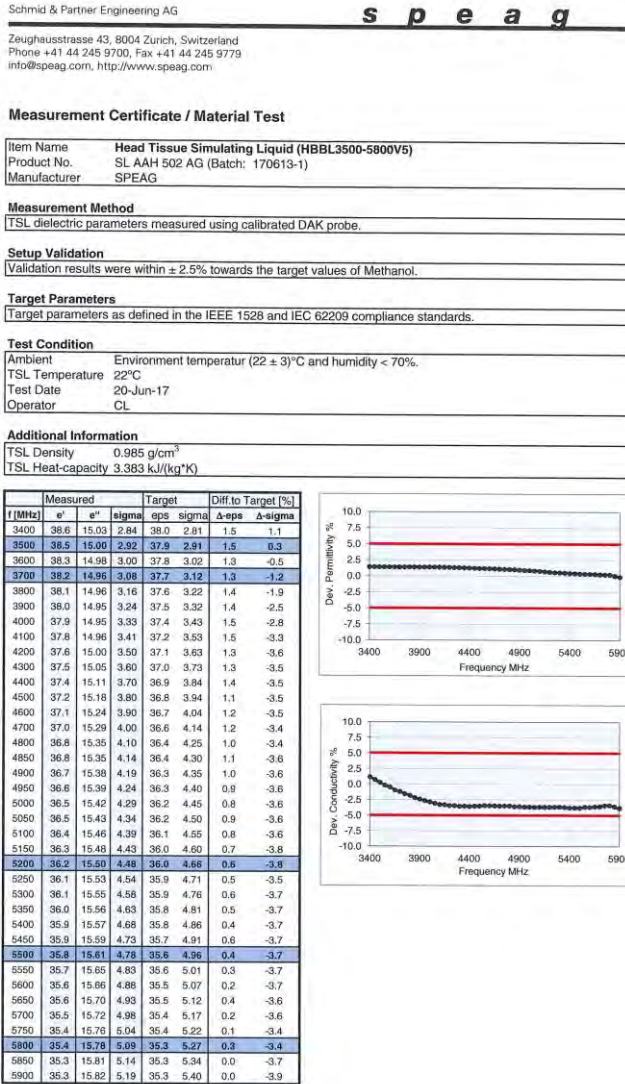 Schmid & Partner Engineering AG
s p e a g
Zeughausstrasse 43, 8004 Zurich, Switzerland
Phone +41 44 245 9700, Fax +41 44 245 9779
info@speag.com, http://www.speag.com
Measurement Certificate / Material Test
Item Name Head Tissue Simulating Liquid (HBBL3500-5800V5)
Product No. SL AAH 502 AG (Batch: 170613-1)
Manufacturer SPEAG
Measurement Method
TSL dielectric parameters measured using calibrated DAK probe.
Setup Validation
Validation results were within ± 2.5% towards the target values of Methanol.
Target Parameters
Target parameters as defined in the IEEE 1528 and IEC 62209 compliance standards.
Test Condition
Ambient Environment temperatur (22 ± 3)°C and humidity < 70%.
TSL Temperature 22°C
Test Date 20-Jun-17
Operator CL
Additional Information
TSL Density 0.985 g/cm³
TSL Heat-capacity 3.383 kJ/(kg*K)
Measured Target Diff.to Target [%]
f [MHz] e' e'' sigma eps sigma Δ-eps Δ-sigma
3400 38.6 15.03 2.84 38.0 2.81 1.5 1.1
3500 38.5 15.00 2.92 37.9 2.91 1.5 0.3
3600 38.3 14.98 3.00 37.8 3.02 1.3 -0.5
3700 38.2 14.96 3.08 37.7 3.12 1.3 -1.2
3800 38.1 14.96 3.16 37.6 3.22 1.4 -1.9
3900 38.0 14.95 3.24 37.5 3.32 1.4 -2.5
4000 37.9 14.95 3.33 37.4 3.43 1.5 -2.8
4100 37.8 14.96 3.41 37.2 3.53 1.5 -3.3
4200 37.6 15.00 3.50 37.1 3.63 1.3 -3.6
4300 37.5 15.05 3.60 37.0 3.73 1.3 -3.5
4400 37.4 15.11 3.70 36.9 3.84 1.4 -3.5
4500 37.2 15.18 3.80 36.8 3.94 1.1 -3.5
4600 37.1 15.24 3.90 36.7 4.04 1.2 -3.5
4700 37.0 15.29 4.00 36.6 4.14 1.2 -3.4
4800 36.8 15.35 4.10 36.4 4.25 1.0 -3.4
4850 36.8 15.35 4.14 36.4 4.30 1.1 -3.6
4900 36.7 15.38 4.19 36.3 4.35 1.0 -3.6
4950 36.6 15.39 4.24 36.3 4.40 0.9 -3.6
5000 36.5 15.42 4.29 36.2 4.45 0.8 -3.6
5050 36.5 15.43 4.34 36.2 4.50 0.9 -3.6
5100 36.4 15.46 4.39 36.1 4.55 0.8 -3.6
5150 36.3 15.48 4.43 36.0 4.60 0.7 -3.8
5200 36.2 15.50 4.48 36.0 4.66 0.6 -3.8
5250 36.1 15.53 4.54 35.9 4.71 0.5 -3.5
5300 36.1 15.55 4.58 35.9 4.76 0.6 -3.7
5350 36.0 15.56 4.63 35.8 4.81 0.5 -3.7
5400 35.9 15.57 4.68 35.8 4.86 0.4 -3.7
5450 35.9 15.59 4.73 35.7 4.91 0.6 -3.7
5500 35.8 15.61 4.78 35.6 4.96 0.4 -3.7
5550 35.7 15.65 4.83 35.6 5.01 0.3 -3.7
5600 35.6 15.66 4.88 35.5 5.07 0.2 -3.7
5650 35.6 15.70 4.93 35.5 5.12 0.4 -3.6
5700 35.5 15.72 4.98 35.4 5.17 0.2 -3.6
5750 35.4 15.76 5.04 35.4 5.22 0.1 -3.4
5800 35.4 15.78 5.09 35.3 5.27 0.3 -3.4
5850 35.3 15.81 5.14 35.3 5.34 0.0 -3.7
5900 35.3 15.82 5.19 35.3 5.40 0.0 -3.9
Dev. Permittivity %
10.0
7.5
5.0
2.5
0.0
-2.5
-5.0
-7.5
-10.0
3400 3900 4400 4900 5400 5900
Frequency MHz
Dev. Conductivity %
10.0
7.5
5.0
2.5
0.0
-2.5
-5.0
-7.5
-10.0
3400 3900 4400 4900 5400 5900
Frequency MHz